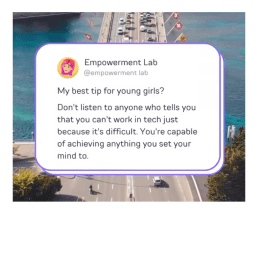 Empowerment Lab
@empowerment lab
My best tip for young girls?
Don't listen to anyone who tells you
that you can't work in tech just
because it's difficult. You're capable
of achieving anything you set your
mind to.